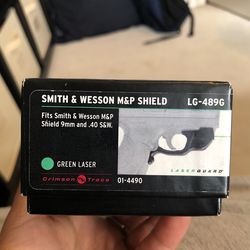 SMITH & WESSON M&P SHIELD LG-489G
Fits Smith & Wesson M&P
Shield 9mm and .40 S&W.
GREEN LASER
LASERGUARD
Crimson Trace 01-4490